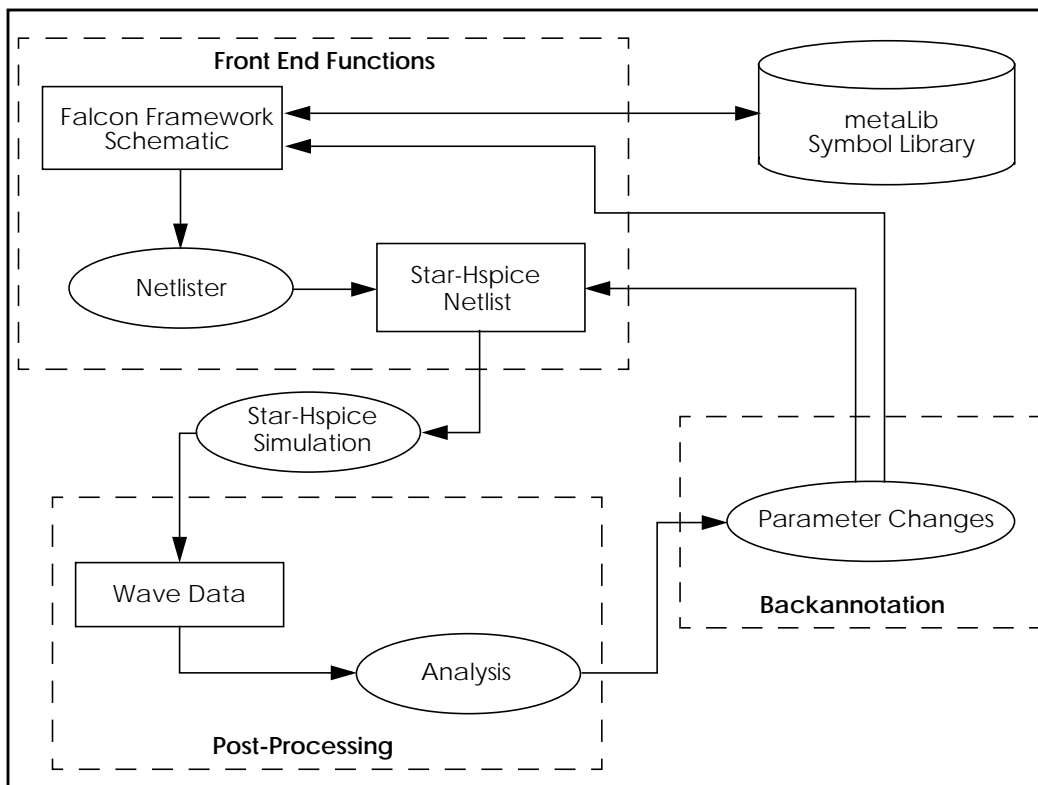 Front End Functions
Falcon Framework
Schematic
metaLib
Symbol Library
Netlister
Star-Hspice
Netlist
Star-Hspice
Simulation
Parameter Changes
Backannotation
Wave Data
Analysis
Post-Processing